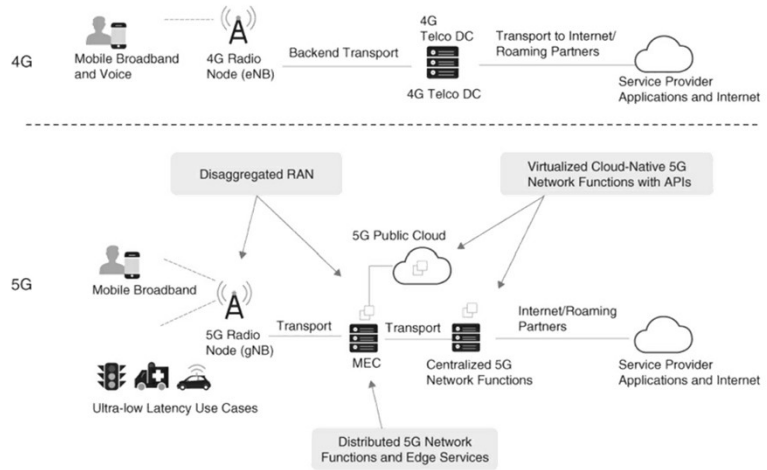 4G
Mobile Broadband
and Voice
4G Radio
Node (eNB)
Backend Transport
4G
Telco DC
4G Telco DC
Transport to Internet/
Roaming Partners
Service Provider
Applications and Internet
Disaggregated RAN
Virtualized Cloud-Native 5G
Network Functions with APIs
5G
Mobile Broadband
5G Public Cloud
5G Radio
Node (gNB)
Transport
MEC
Transport
Centralized 5G
Network Functions
Internet/Roaming
Partners
Service Provider
Applications and Internet
Ultra-low Latency Use Cases
Distributed 5G Network
Functions and Edge Services